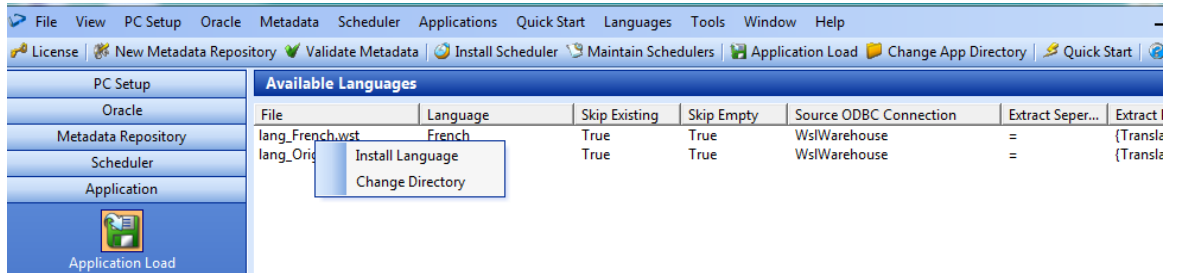 File View PC Setup Oracle Metadata Scheduler Applications Quick Start Languages Tools Window Help
License New Metadata Repository Validate Metadata Install Scheduler Maintain Schedulers Application Load Change App Directory Quick Start
PC Setup Available Languages
Oracle File Language Skip Existing Skip Empty Source ODBC Connection Extract Seper... Extract
Metadata Repository lang_French.wst French True True WslWarehouse = {Transla
Scheduler lang_Orig True True WslWarehouse = {Transla
Install Language
Application Change Directory
Application Load